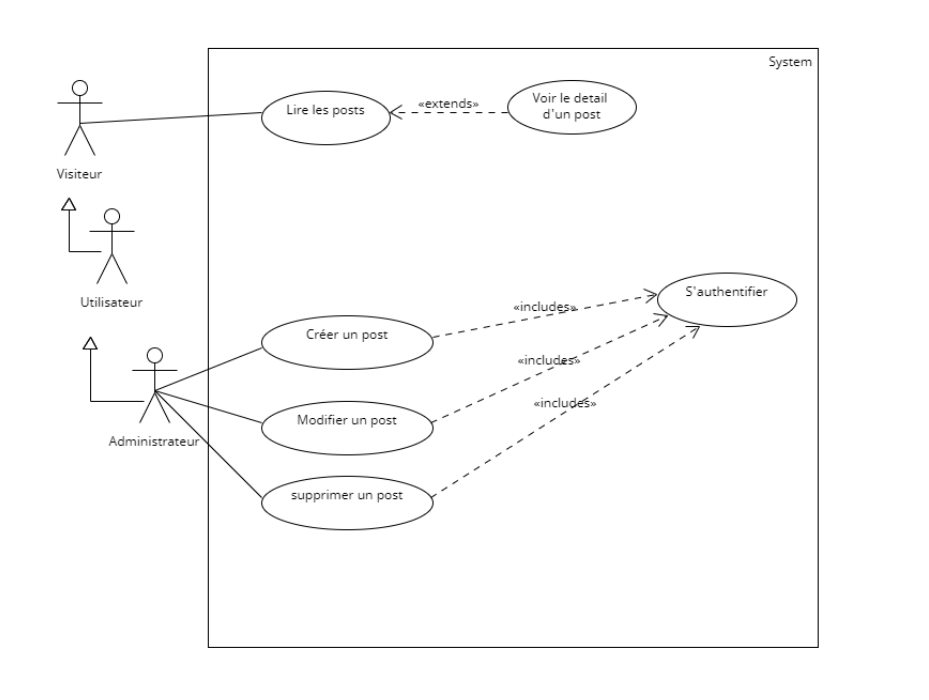 System
Lire les posts
«extends»
Voir le detail
d'un post
Visiteur
Utilisateur
S'authentifier
«includes»
Créer un post
«includes»
Modifier un post
«includes»
Administrateur
supprimer un post